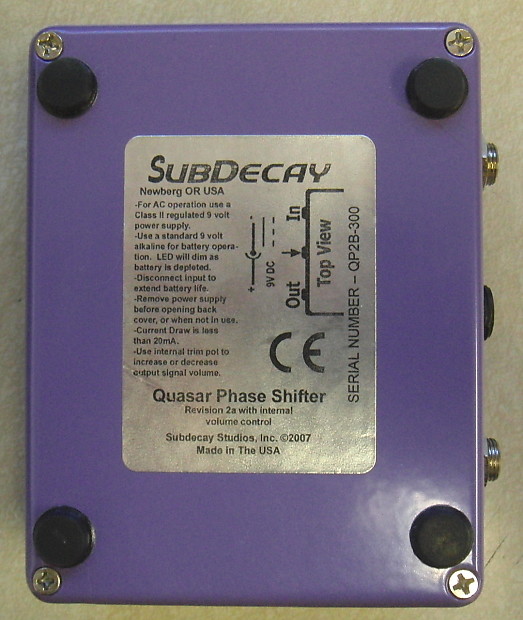 SUBDECAY
Newberg OR USA
-For AC operation use a
Class II regulated 9 volt
power supply.
-Use a standard 9 volt
alkaline for battery opera-
tion. LED will dim as
battery is depleted.
-Disconnect input to
extend battery life.
-Remove power supply
before opening back
cover, or when not in use.
-Current Draw is less
than 20mA.
-Use internal trim pot to
increase or decrease
output signal volume.
+ -
9V DC
In
Out
Top View
CE
SERIAL NUMBER – QP2B-300
Quasar Phase Shifter
Revision 2a with internal
volume control
Subdecay Studios, Inc. ©2007
Made in The USA